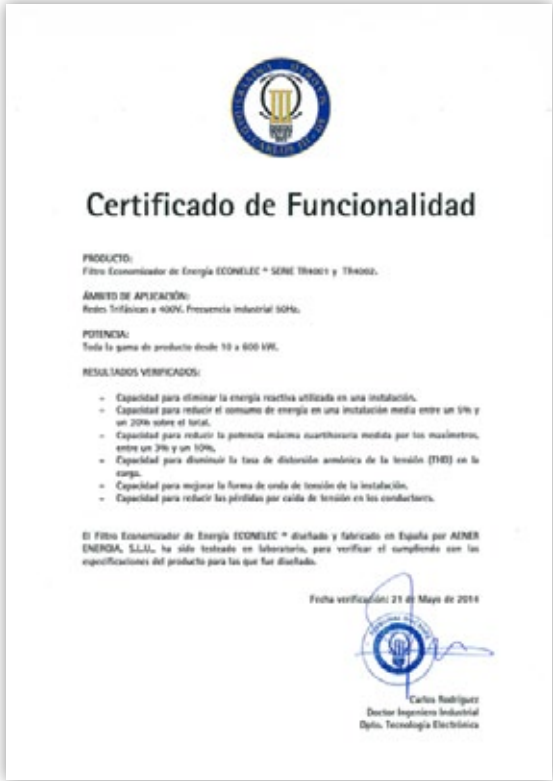 Certificado de Funcionalidad
PRODUCTO:
Filtro Economizador de Energía ECONELEC ® SERIE TR4001 y TR4002.
ÁMBITO DE APLICACIÓN:
Redes Trifásicas a 400V. Frecuencia industrial 50Hz.
POTENCIA:
Toda la gama de producto desde 10 a 600 kW.
RESULTADOS VERIFICADOS:
- Capacidad para eliminar la energía reactiva utilizada en una instalación.
- Capacidad para reducir el consumo de energía en una instalación media entre un 5% y
un 20% sobre el total.
- Capacidad para reducir la potencia máxima cuartihoraria medida por los maxímetros,
entre un 3% y un 10%.
- Capacidad para disminuir la tasa de distorsión armónica de la tensión (THD) en la
carga.
- Capacidad para mejorar la forma de onda de tensión de la instalación.
- Capacidad para reducir las pérdidas por caída de tensión en los conductores.
El Filtro Economizador de Energía ECONELEC ® diseñado y fabricado en España por AENER
ENERGIA, S.L.U., ha sido testeado en laboratorio, para verificar el cumpliendo con las
especificaciones del producto para las que fue diseñado.
Fecha verificación: 21 de Mayo de 2014
Carlos Rodríguez
Doctor Ingeniero Industrial
Dpto. Tecnología Electrónica